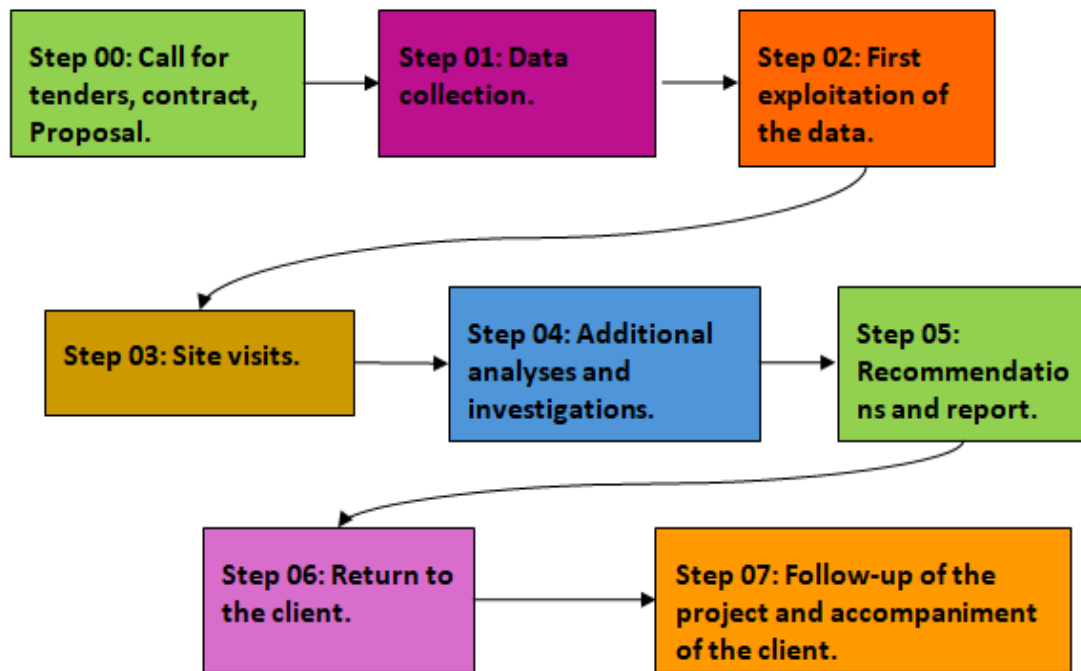 Step 00: Call for
tenders, contract,
Proposal.
Step 01: Data
collection.
Step 02: First
exploitation of
the data.
Step 03: Site visits.
Step 04: Additional
analyses and
investigations.
Step 05:
Recommendatio
ns and report.
Step 06: Return to
the client.
Step 07: Follow-up of the
project and accompaniment
of the client.